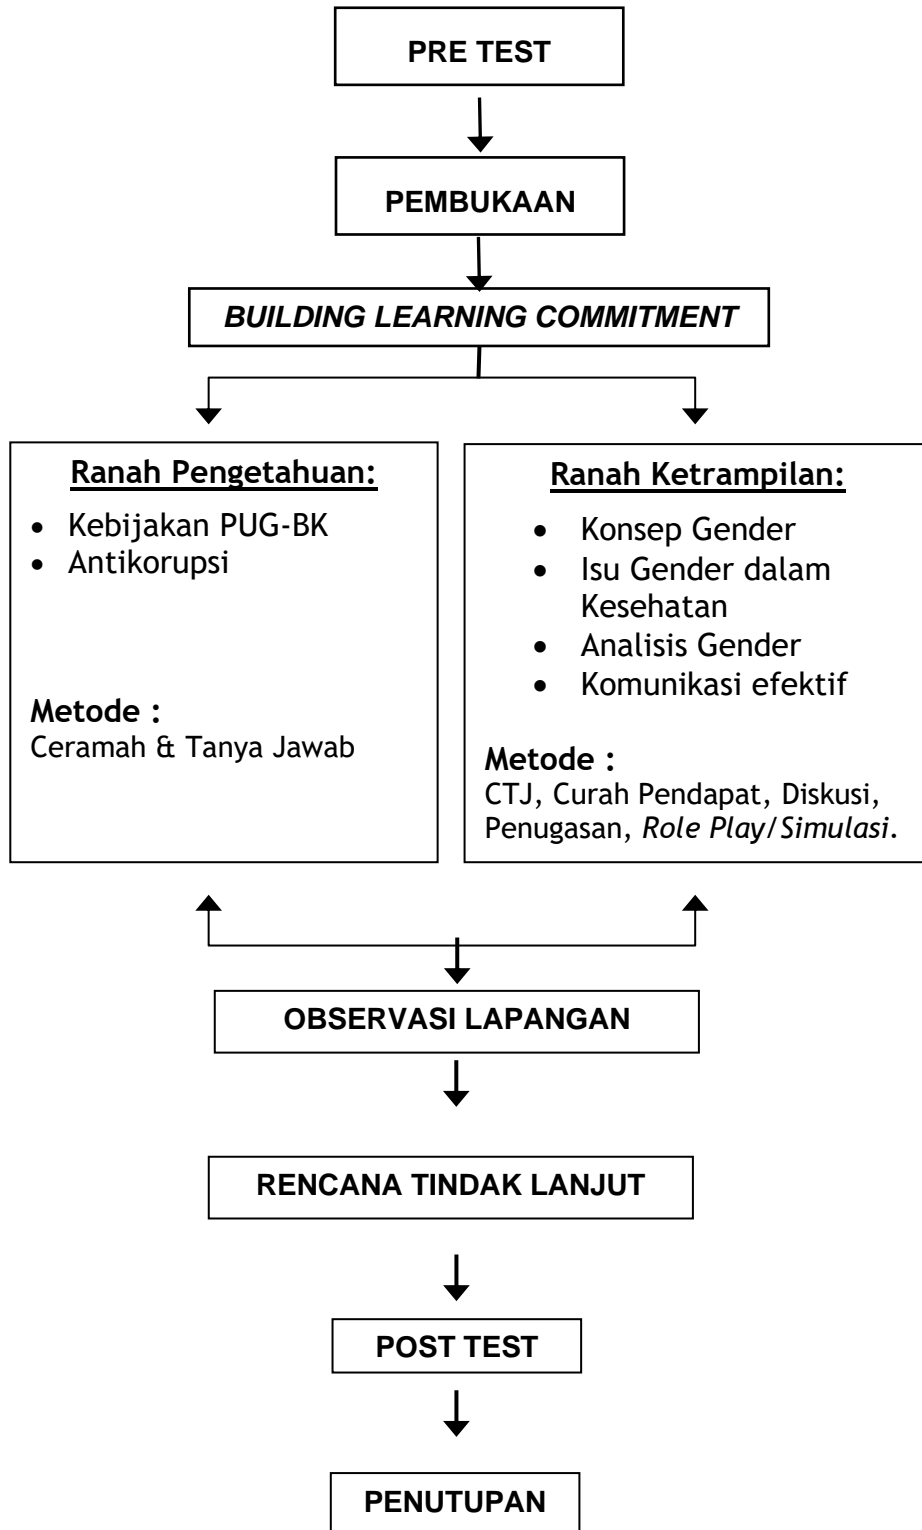 PRE TEST
PEMBUKAAN
BUILDING LEARNING COMMITMENT
Ranah Pengetahuan:
• Kebijakan PUG-BK
• Antikorupsi
Metode :
Ceramah & Tanya Jawab
Ranah Ketrampilan:
• Konsep Gender
• Isu Gender dalam
Kesehatan
• Analisis Gender
• Komunikasi efektif
Metode :
CTJ, Curah Pendapat, Diskusi,
Penugasan, Role Play/Simulasi.
OBSERVASI LAPANGAN
RENCANA TINDAK LANJUT
POST TEST
PENUTUPAN